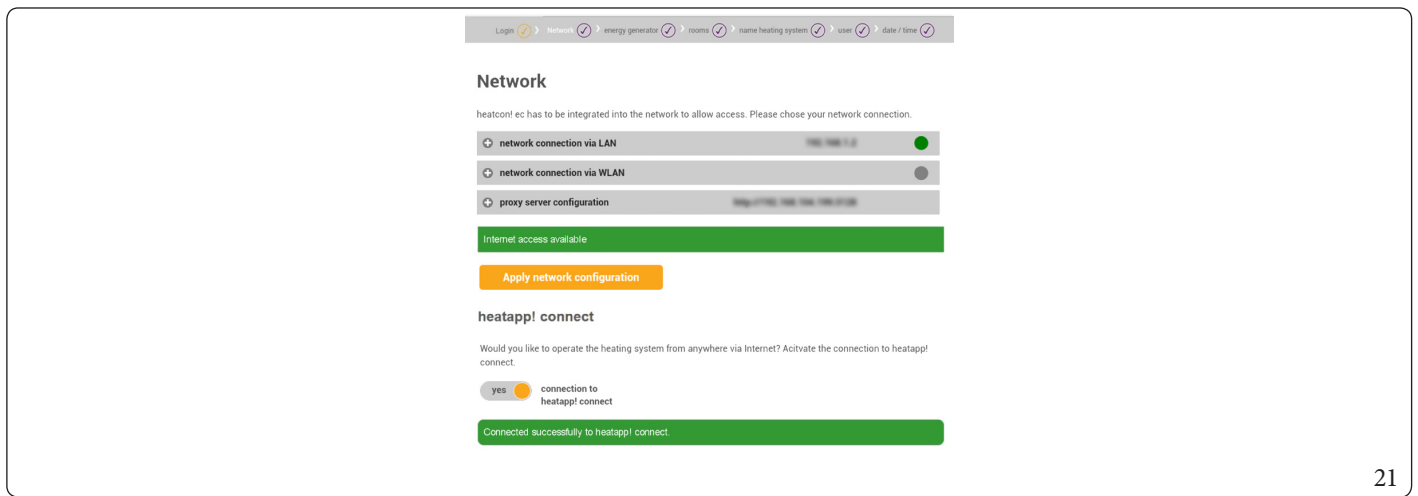 Login > Network > energy generator > rooms > name heating system > user > date / time
Network
heatcon! ec has to be integrated into the network to allow access. Please chose your network connection.
network connection via LAN
network connection via WLAN
proxy server configuration
Internet access available
Apply network configuration
heatapp! connect
Would you like to operate the heating system from anywhere via Internet? Acitvate the connection to heatapp!
connect.
yes connection to
heatapp! connect
Connected successfully to heatapp! connect.
21